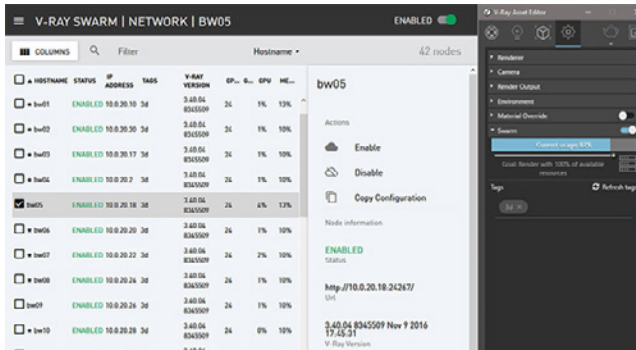 V-RAY SWARM | NETWORK | BW05
ENABLED
COLUMNS Filter Hostname 42 nodes
HOSTNAME STATUS IP ADDRESS TAGS V-RAY VERSION GP... G... GPU ME...
bw01 ENABLED 10.0.20.10 3d 3.40.04 8345509 24 1% 13%
bw02 ENABLED 10.0.20.30 3d 3.40.04 8345509 24 1% 10%
bw03 ENABLED 10.0.20.17 3d 3.40.04 8345509 24 1% 10%
bw04 ENABLED 10.0.20.2 3d 3.40.04 8345509 24 1% 10%
bw05 ENABLED 10.0.20.18 3d 3.40.04 8345509 24 4% 13%
bw06 ENABLED 10.0.20.20 3d 3.40.04 8345509 24 1% 10%
bw07 ENABLED 10.0.20.22 3d 3.40.04 8345509 24 2% 10%
bw08 ENABLED 10.0.20.24 3d 3.40.04 8345509 24 1% 10%
bw09 ENABLED 10.0.20.26 3d 3.40.04 8345509 24 1% 10%
bw10 ENABLED 10.0.20.28 3d 3.40.04 8345509 24 0% 10%
bw05
Actions
Enable
Disable
Copy Configuration
Node information
ENABLED
Status
http://10.0.20.18:24267/
Url
3.40.04 8345509 Nov 9 2016
17:45:31
V-Ray Version
V-Ray Asset Editor
Renderer
Camera
Render Output
Environment
Material Override
Swarm
Current usage: 82%
Goal: Render with 100% of available
resources
Tags Refresh tags
3d